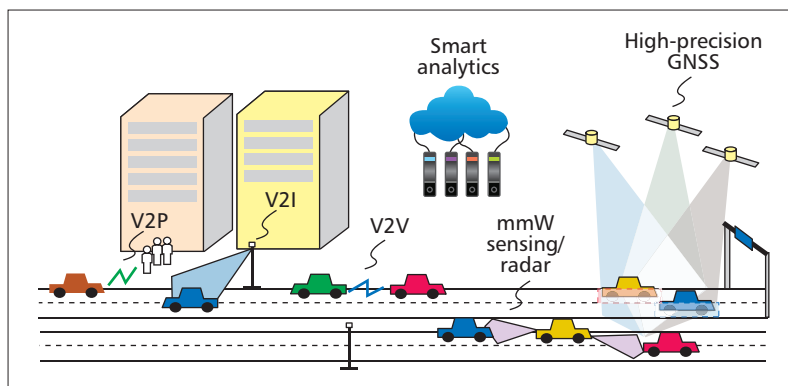 Smart
analytics
High-precision
GNSS
V2P
V2I
V2V
mmW
sensing/
radar